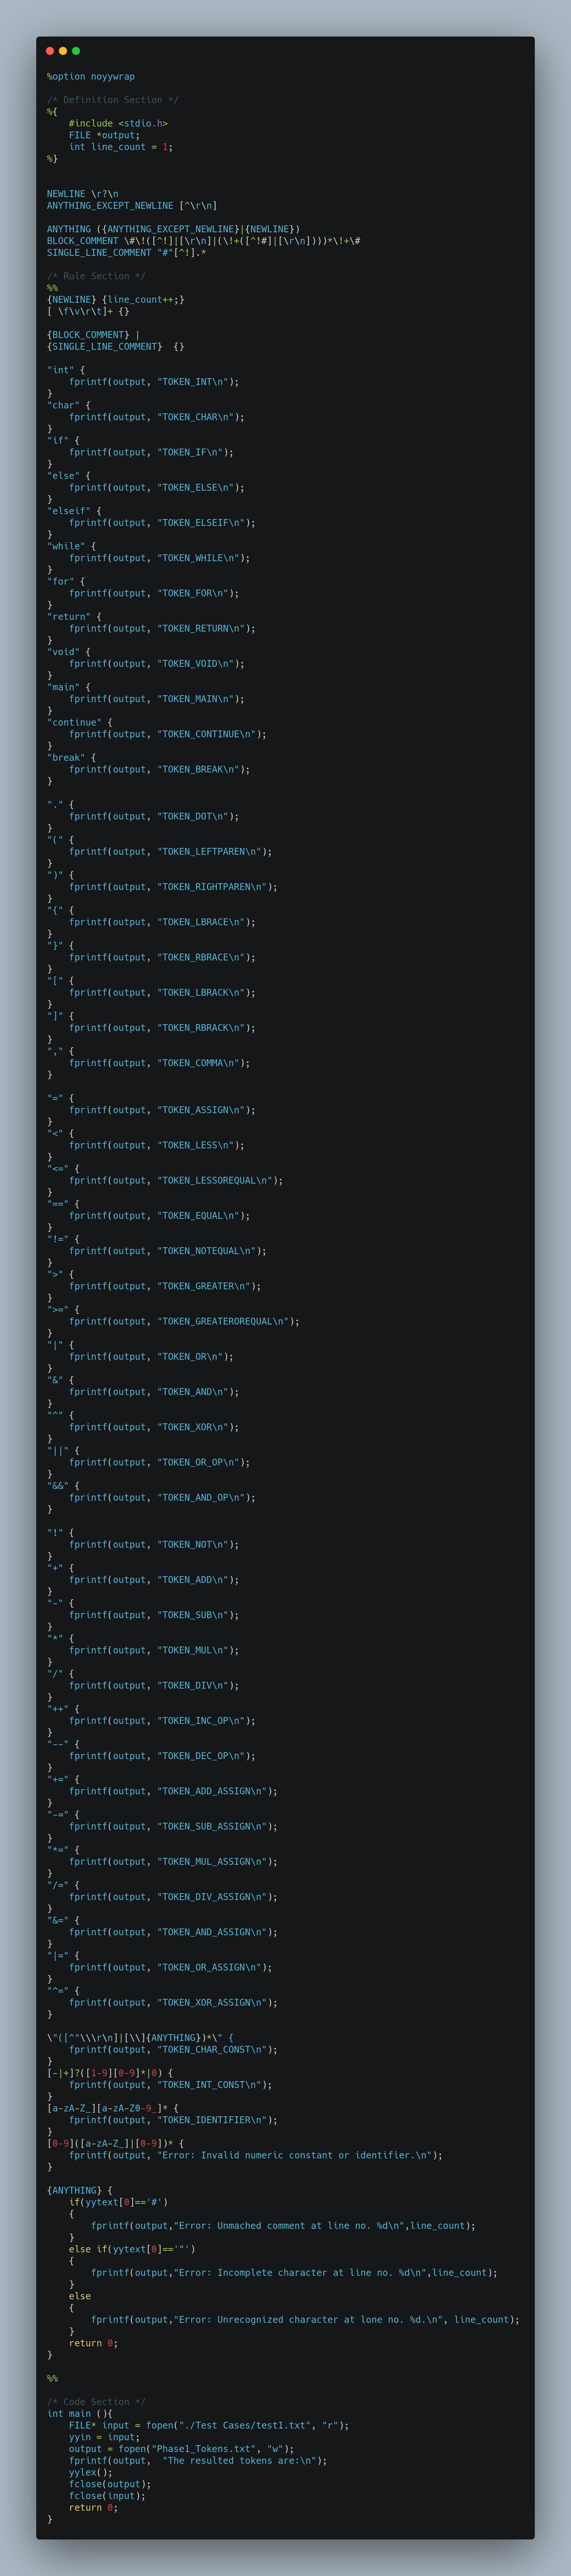 %option noyywrap

/* Definition Section */
%{
    #include <stdio.h>
    FILE *output;
    int line_count = 1;
%}


NEWLINE \r?\n
ANYTHING_EXCEPT_NEWLINE [^\r\n]

ANYTHING ({ANYTHING_EXCEPT_NEWLINE}|{NEWLINE})
BLOCK_COMMENT \#\!([^!]|[\r\n]|(\!+([^!#]|[\r\n])))*\!+\#
SINGLE_LINE_COMMENT "#"[^!].*

/* Rule Section */
%%
{NEWLINE} {line_count++;}
[ \f\v\r\t]+ {}

{BLOCK_COMMENT} |
{SINGLE_LINE_COMMENT}  {}

"int" {
    fprintf(output, "TOKEN_INT\n");
}
"char" {
    fprintf(output, "TOKEN_CHAR\n");
}
"if" {
    fprintf(output, "TOKEN_IF\n");
}
"else" {
    fprintf(output, "TOKEN_ELSE\n");
}
"elseif" {
    fprintf(output, "TOKEN_ELSEIF\n");
}
"while" {
    fprintf(output, "TOKEN_WHILE\n");
}
"for" {
    fprintf(output, "TOKEN_FOR\n");
}
"return" {
    fprintf(output, "TOKEN_RETURN\n");
}
"void" {
    fprintf(output, "TOKEN_VOID\n");
}
"main" {
    fprintf(output, "TOKEN_MAIN\n");
}
"continue" {
    fprintf(output, "TOKEN_CONTINUE\n");
}
"break" {
    fprintf(output, "TOKEN_BREAK\n");
}

"." {
    fprintf(output, "TOKEN_DOT\n");
}
"(" {
    fprintf(output, "TOKEN_LEFTPAREN\n");
}
")" {
    fprintf(output, "TOKEN_RIGHTPAREN\n");
}
"{" {
    fprintf(output, "TOKEN_LBRACE\n");
}
"}" {
    fprintf(output, "TOKEN_RBRACE\n");
}
"[" {
    fprintf(output, "TOKEN_LBRACK\n");
}
"]" {
    fprintf(output, "TOKEN_RBRACK\n");
}
"," {
    fprintf(output, "TOKEN_COMMA\n");
}

"=" {
    fprintf(output, "TOKEN_ASSIGN\n");
}
"<" {
    fprintf(output, "TOKEN_LESS\n");
}
"<=" {
    fprintf(output, "TOKEN_LESSOREQUAL\n");
}
"==" {
    fprintf(output, "TOKEN_EQUAL\n");
}
"!=" {
    fprintf(output, "TOKEN_NOTEQUAL\n");
}
">" {
    fprintf(output, "TOKEN_GREATER\n");
}
">=" {
    fprintf(output, "TOKEN_GREATEROREQUAL\n");
}
"|" {
    fprintf(output, "TOKEN_OR\n");
}
"&" {
    fprintf(output, "TOKEN_AND\n");
}
"^" {
    fprintf(output, "TOKEN_XOR\n");
}
"||" {
    fprintf(output, "TOKEN_OR_OP\n");
}
"&&" {
    fprintf(output, "TOKEN_AND_OP\n");
}

"!" {
    fprintf(output, "TOKEN_NOT\n");
}
"+" {
    fprintf(output, "TOKEN_ADD\n");
}
"-" {
    fprintf(output, "TOKEN_SUB\n");
}
"*" {
    fprintf(output, "TOKEN_MUL\n");
}
"/" {
    fprintf(output, "TOKEN_DIV\n");
}
"++" {
    fprintf(output, "TOKEN_INC_OP\n");
}
"--" {
    fprintf(output, "TOKEN_DEC_OP\n");
}
"+=" {
    fprintf(output, "TOKEN_ADD_ASSIGN\n");
}
"-=" {
    fprintf(output, "TOKEN_SUB_ASSIGN\n");
}
"*=" {
    fprintf(output, "TOKEN_MUL_ASSIGN\n");
}
"/=" {
    fprintf(output, "TOKEN_DIV_ASSIGN\n");
}
"&=" {
    fprintf(output, "TOKEN_AND_ASSIGN\n");
}
"|=" {
    fprintf(output, "TOKEN_OR_ASSIGN\n");
}
"^=" {
    fprintf(output, "TOKEN_XOR_ASSIGN\n");
}

\"([^"\\\r\n]|[\\]{ANYTHING})*\" {
    fprintf(output, "TOKEN_CHAR_CONST\n");
}
[-|+]?([1-9][0-9]*|0) {
    fprintf(output, "TOKEN_INT_CONST\n");
}
[a-zA-Z_][a-zA-Z0-9_]* {
    fprintf(output, "TOKEN_IDENTIFIER\n");
}
[0-9]([a-zA-Z_]|[0-9])* {
    fprintf(output, "Error: Invalid numeric constant or identifier.\n");
}

{ANYTHING} {
    if(yytext[0]=='#')
    {
        fprintf(output,"Error: Unmached comment at line no. %d\n",line_count);
    }
    else if(yytext[0]=='"')
    {
        fprintf(output,"Error: Incomplete character at line no. %d\n",line_count);
    }
    else
    {
        fprintf(output,"Error: Unrecognized character at lone no. %d.\n", line_count);
    }
    return 0;
}

%%

/* Code Section */
int main (){
    FILE* input = fopen("./Test Cases/test1.txt", "r");
    yyin = input;
    output = fopen("Phase1_Tokens.txt", "w");
    fprintf(output,  "The resulted tokens are:\n");
    yylex();
    fclose(output);
    fclose(input);
    return 0;
}